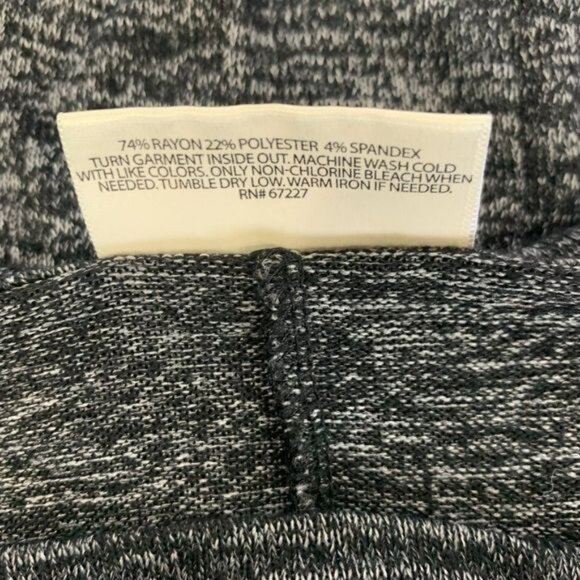 74% RAYON 22% POLYESTER 4% SPANDEX
TURN GARMENT INSIDE OUT. MACHINE WASH COLD
WITH LIKE COLORS. ONLY NON-CHLORINE BLEACH WHEN
NEEDED. TUMBLE DRY LOW. WARM IRON IF NEEDED.
RN# 67227